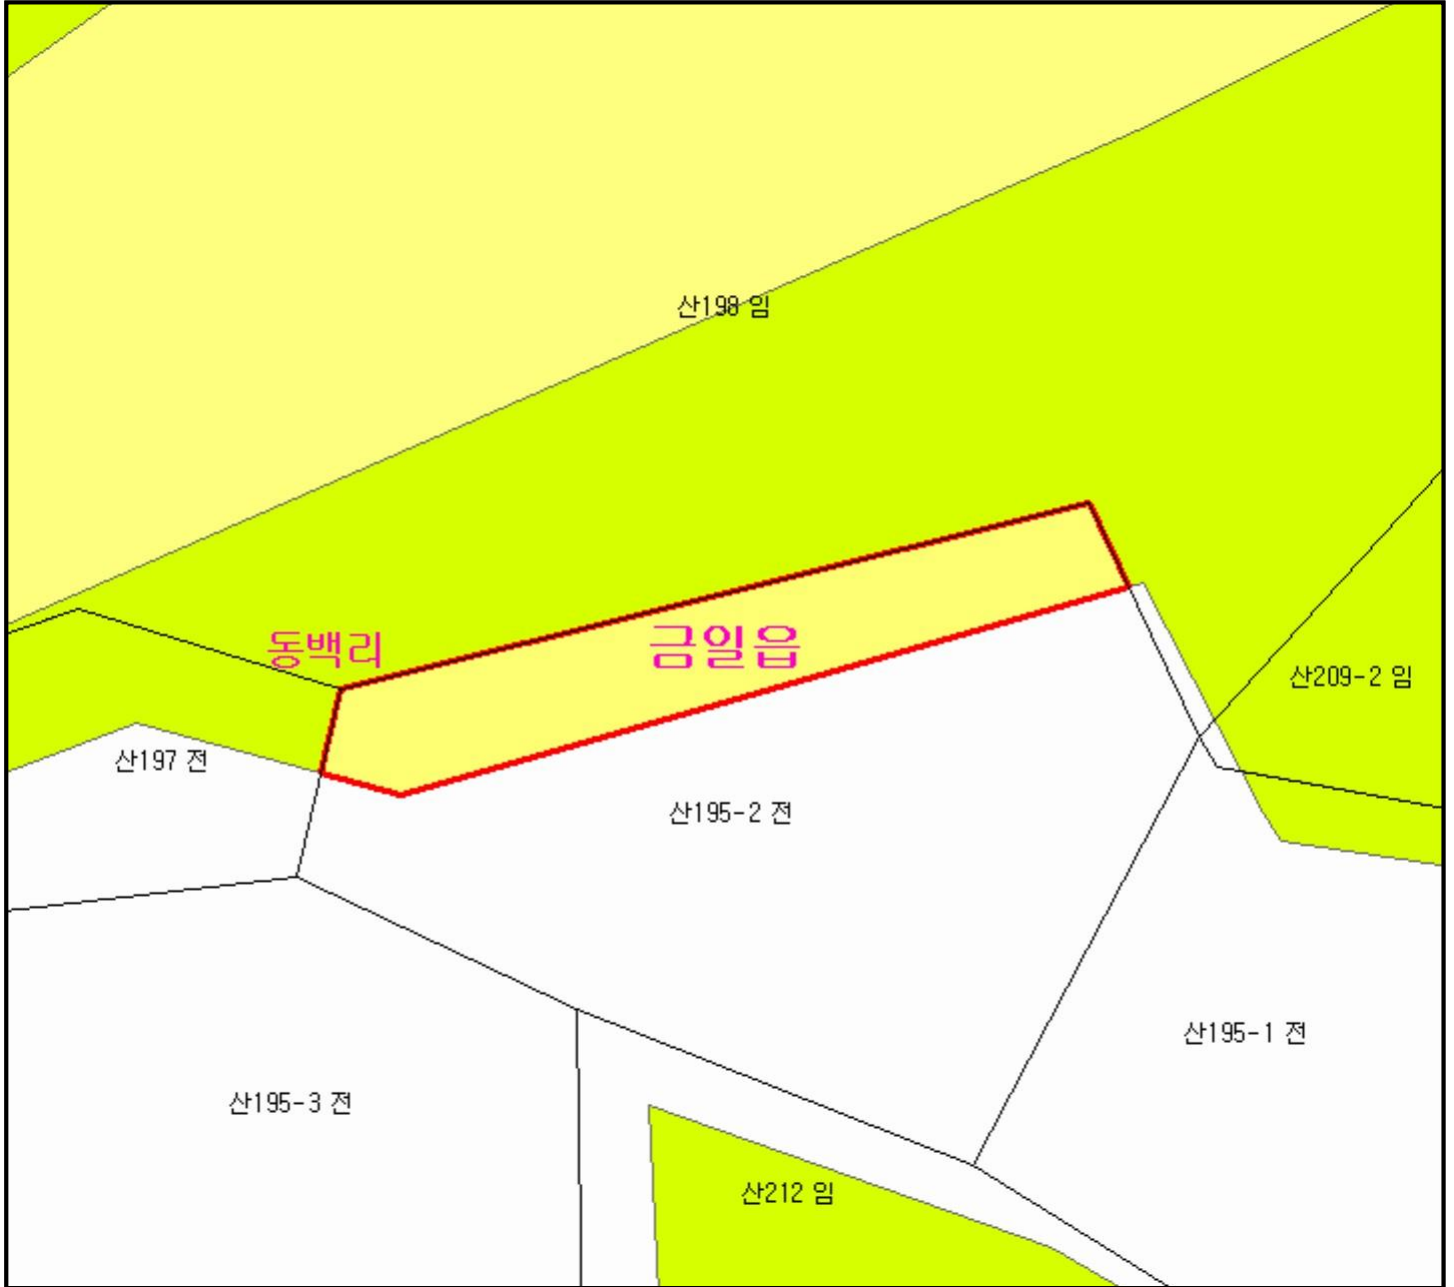 산198 임
동백리
금일읍
산209-2 임
산197 전
산195-2 전
산195-1 전
산195-3 전
산212 임